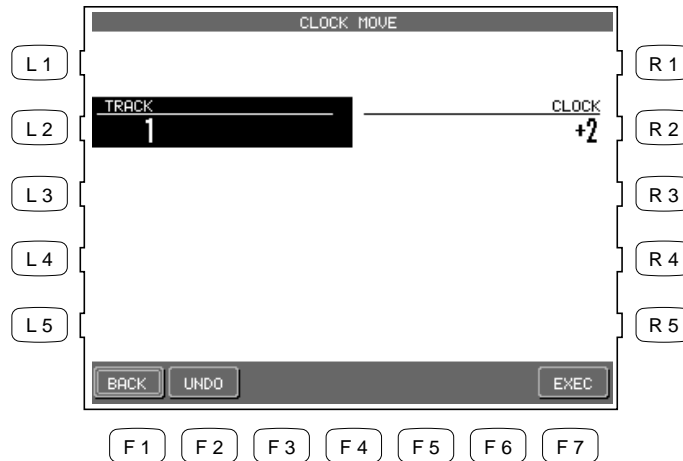 CLOCK MOVE
L 1
R 1
TRACK
CLOCK
L 2
1
+2
R 2
L 3
R 3
L 4
R 4
L 5
R 5
BACK
UNDO
EXEC
F 1
F 2
F 3
F 4
F 5
F 6
F 7